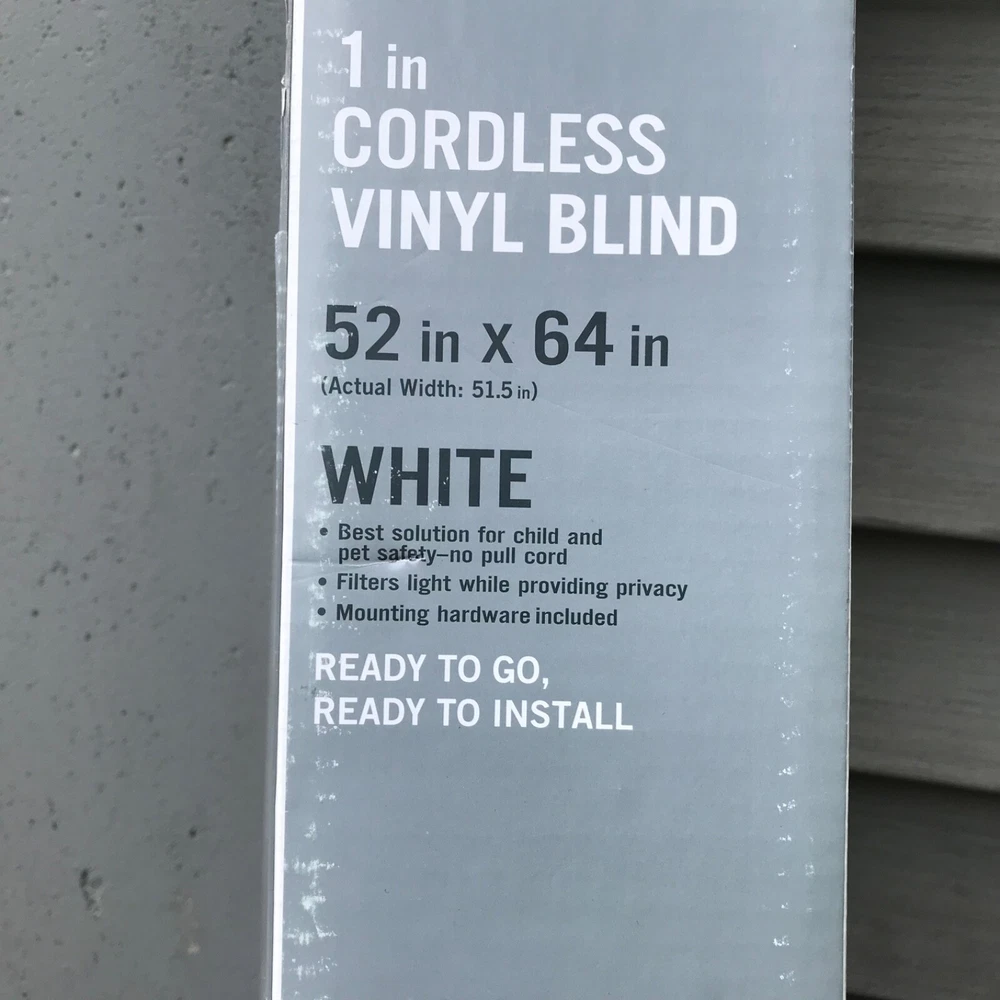 1 in
CORDLESS
VINYL BLIND
52 in X 64 in
(Actual Width: 51.5 in)
WHITE
• Best solution for child and
pet safety–no pull cord
• Filters light while providing privacy
• Mounting hardware included
READY TO GO,
READY TO INSTALL